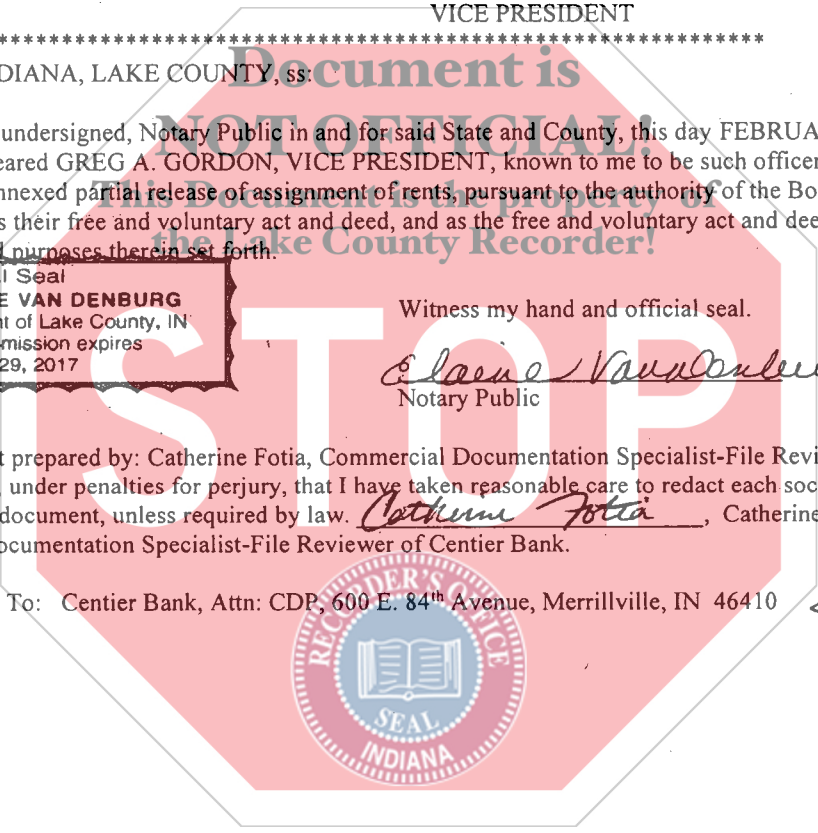 VICE PRESIDENT
******************************************************************
DIANA, LAKE COUNTY, ss:
Document is
NOT OFFICIAL!
This Document is the property of
the Lake County Recorder!
undersigned, Notary Public in and for said State and County, this day FEBRUA
eared GREG A. GORDON, VICE PRESIDENT, known to me to be such officer
nnexed partial release of assignment of rents, pursuant to the authority of the Bo
s their free and voluntary act and deed, and as the free and voluntary act and dee
d purposes therein set forth.
l Seal
E VAN DENBURG
nt of Lake County, IN
mission expires
29, 2017
STOP
Witness my hand and official seal.
Elaine VanDenbu
Notary Public
t prepared by: Catherine Fotia, Commercial Documentation Specialist-File Revi
, under penalties for perjury, that I have taken reasonable care to redact each soc
document, unless required by law. Catherine Fotia, Catherine
ocumentation Specialist-File Reviewer of Centier Bank.
To: Centier Bank, Attn: CDP, 600 E. 84th Avenue, Merrillville, IN 46410
RECORDER'S OFFICE
SEAL
INDIANA